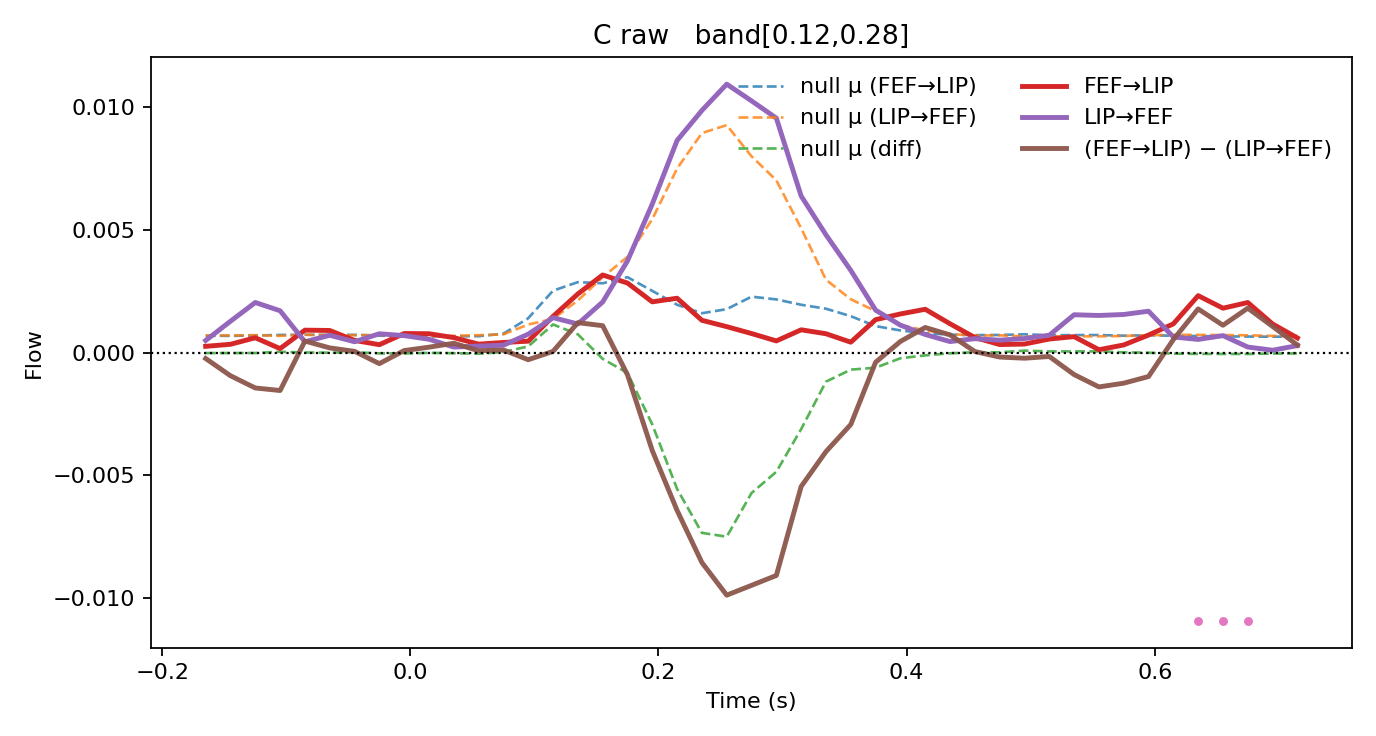 C raw   band[0.12,0.28]
null μ (FEF→LIP)
null μ (LIP→FEF)
null μ (diff)
FEF→LIP
LIP→FEF
(FEF→LIP) − (LIP→FEF)
Flow
0.010
0.005
0.000
−0.005
−0.010
−0.2
0.0
0.2
0.4
0.6
Time (s)